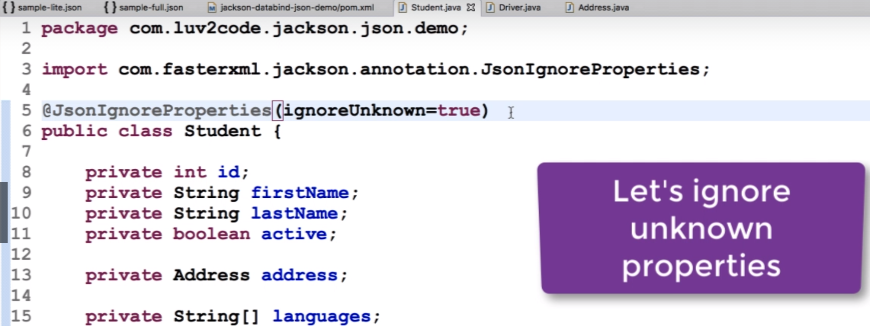 sample-lite.json sample-full.json jackson-databind-json-demo/pom.xml Student.java Driver.java Address.java
1 package com.luv2code.jackson.json.demo;
2
3 import com.fasterxml.jackson.annotation.JsonIgnoreProperties;
4
5 @JsonIgnoreProperties(ignoreUnknown=true)
6 public class Student {
7
8 private int id;
9 private String firstName;
10 private String lastName;
11 private boolean active;
12
13 private Address address;
14
15 private String[] languages;
Let's ignore
unknown
properties